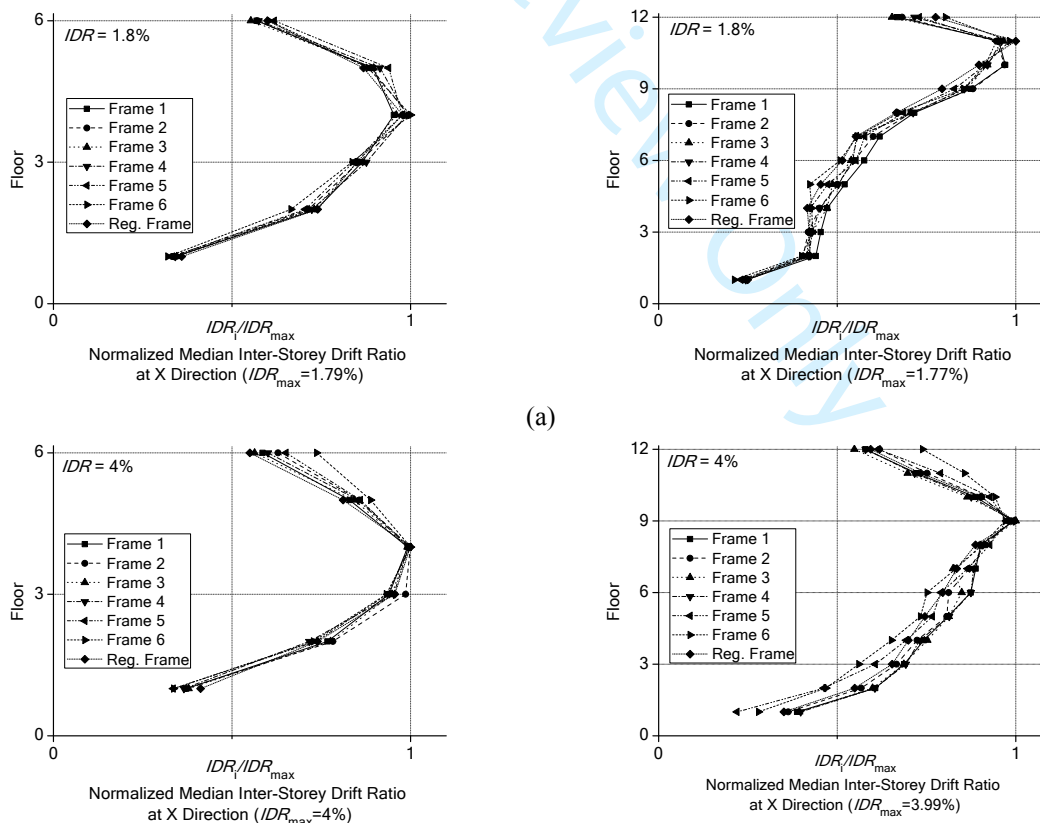 6
IDR = 1.8%
Frame 1
Frame 2
Frame 3
Frame 4
Frame 5
Frame 6
Reg. Frame
3
Floor
0
0
1
IDRi/IDRmax
Normalized Median Inter-Storey Drift Ratio
at X Direction (IDRmax=1.79%)
12
IDR = 1.8%
9
Frame 1
Frame 2
Frame 3
Frame 4
Frame 5
Frame 6
Reg. Frame
6
Floor
3
0
0
1
IDRi/IDRmax
Normalized Median Inter-Storey Drift Ratio
at X Direction (IDRmax=1.77%)
(a)
6
IDR = 4%
Frame 1
Frame 2
Frame 3
Frame 4
Frame 5
Frame 6
Reg. Frame
3
Floor
0
0
1
IDRi/IDRmax
Normalized Median Inter-Storey Drift Ratio
at X Direction (IDRmax=4%)
12
IDR = 4%
9
Frame 1
Frame 2
Frame 3
Frame 4
Frame 5
Frame 6
Reg. Frame
6
Floor
3
0
0
1
IDRi/IDRmax
Normalized Median Inter-Storey Drift Ratio
at X Direction (IDRmax=3.99%)
Only